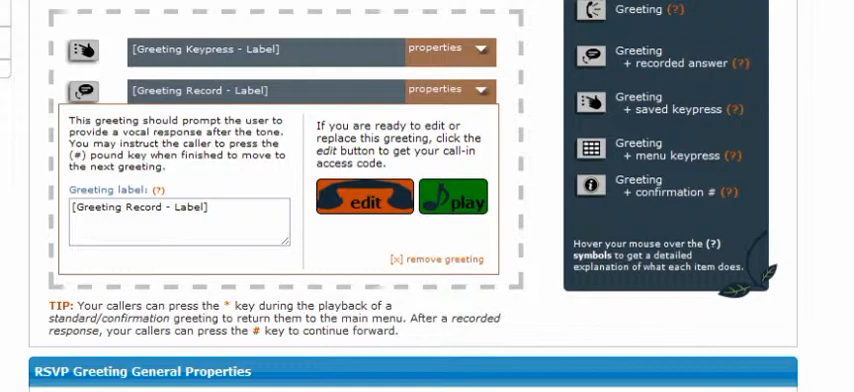 [Greeting Keypress - Label]
properties
[Greeting Record - Label]
properties
This greeting should prompt the user to
provide a vocal response after the tone.
You may instruct the caller to press the
(#) pound key when finished to move to
the next greeting.
Greeting label: (?)
[Greeting Record - Label]
If you are ready to edit or
replace this greeting, click the
edit button to get your call-in
access code.
edit
play
[x] remove greeting
TIP: Your callers can press the * key during the playback of a
standard/confirmation greeting to return them to the main menu. After a recorded
response, your callers can press the # key to continue forward.
Greeting (?)
Greeting
+ recorded answer (?)
Greeting
+ saved keypress (?)
Greeting
+ menu keypress (?)
Greeting
+ confirmation # (?)
Hover your mouse over the (?)
symbols to get a detailed
explanation of what each item does.
RSVP Greeting General Properties